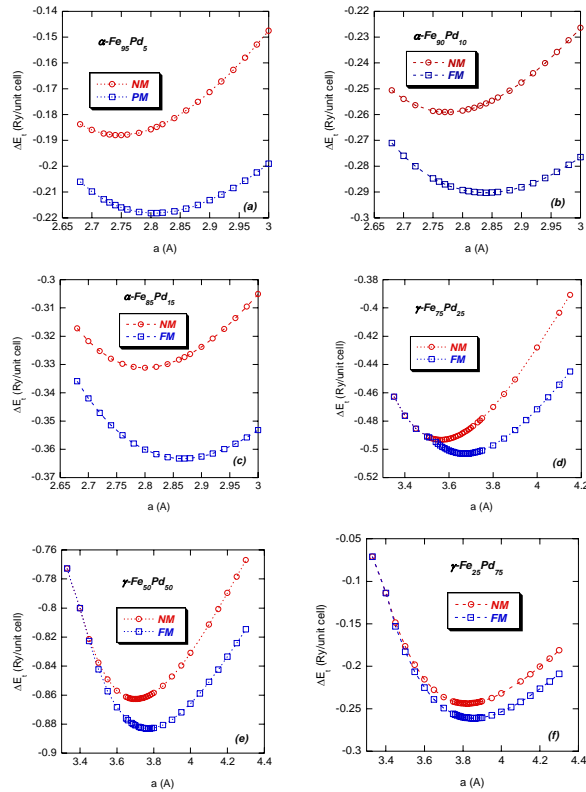 -0.14
-0.15
-0.16
-0.17
-0.18
-0.19
-0.2
-0.21
-0.22
ΔE_t (Ry/unit cell)
α-Fe95Pd5
NM
PM
(a)
2.65 2.7 2.75 2.8 2.85 2.9 2.95 3
a (A)
-0.22
-0.23
-0.24
-0.25
-0.26
-0.27
-0.28
-0.29
-0.3
ΔE_t (Ry/unit cell)
α-Fe90Pd10
NM
FM
(b)
2.65 2.7 2.75 2.8 2.85 2.9 2.95 3
a (A)
-0.3
-0.31
-0.32
-0.33
-0.34
-0.35
-0.36
-0.37
ΔE_t (Ry/unit cell)
α-Fe85Pd15
NM
FM
(c)
2.65 2.7 2.75 2.8 2.85 2.9 2.95 3
a (A)
-0.38
-0.4
-0.42
-0.44
-0.46
-0.48
-0.5
-0.52
ΔE_t (Ry/unit cell)
γ-Fe75Pd25
NM
FM
(d)
3.4 3.6 3.8 4 4.2
a (A)
-0.76
-0.78
-0.8
-0.82
-0.84
-0.86
-0.88
-0.9
ΔE_t (Ry/unit cell)
γ-Fe50Pd50
NM
FM
(e)
3.4 3.6 3.8 4 4.2 4.4
a (A)
-0.05
-0.1
-0.15
-0.2
-0.25
-0.3
ΔE_t (Ry/unit cell)
γ-Fe25Pd75
NM
FM
(f)
3.4 3.6 3.8 4 4.2 4.4
a (A)